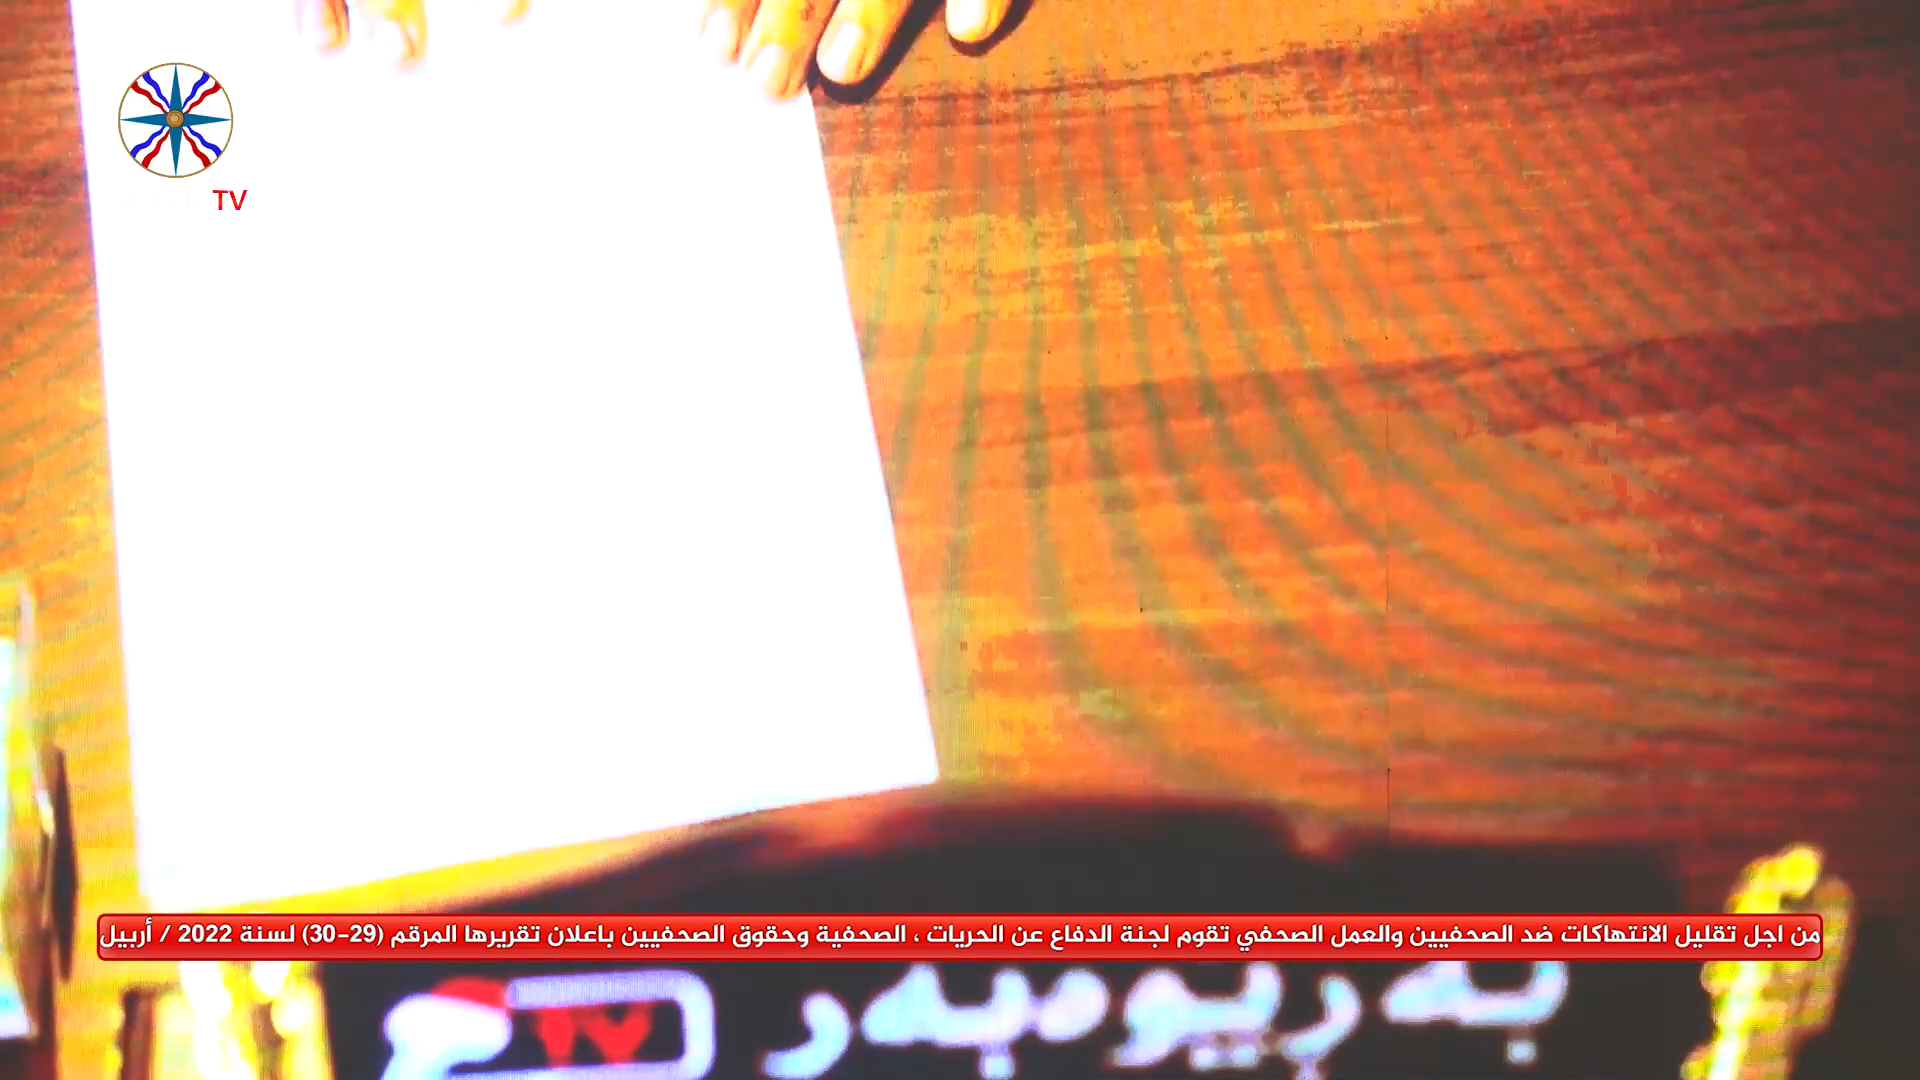 TV
من اجل تقليل الانتهاكات ضد الصحفيين والعمل الصحفي تقوم لجنة الدفاع عن الحريات ، الصحفية وحقوق الصحفيين باعلان تقريرها المرقم (29-30) لسنة 2022 / أربيل
بەڕێوەبەر
TV